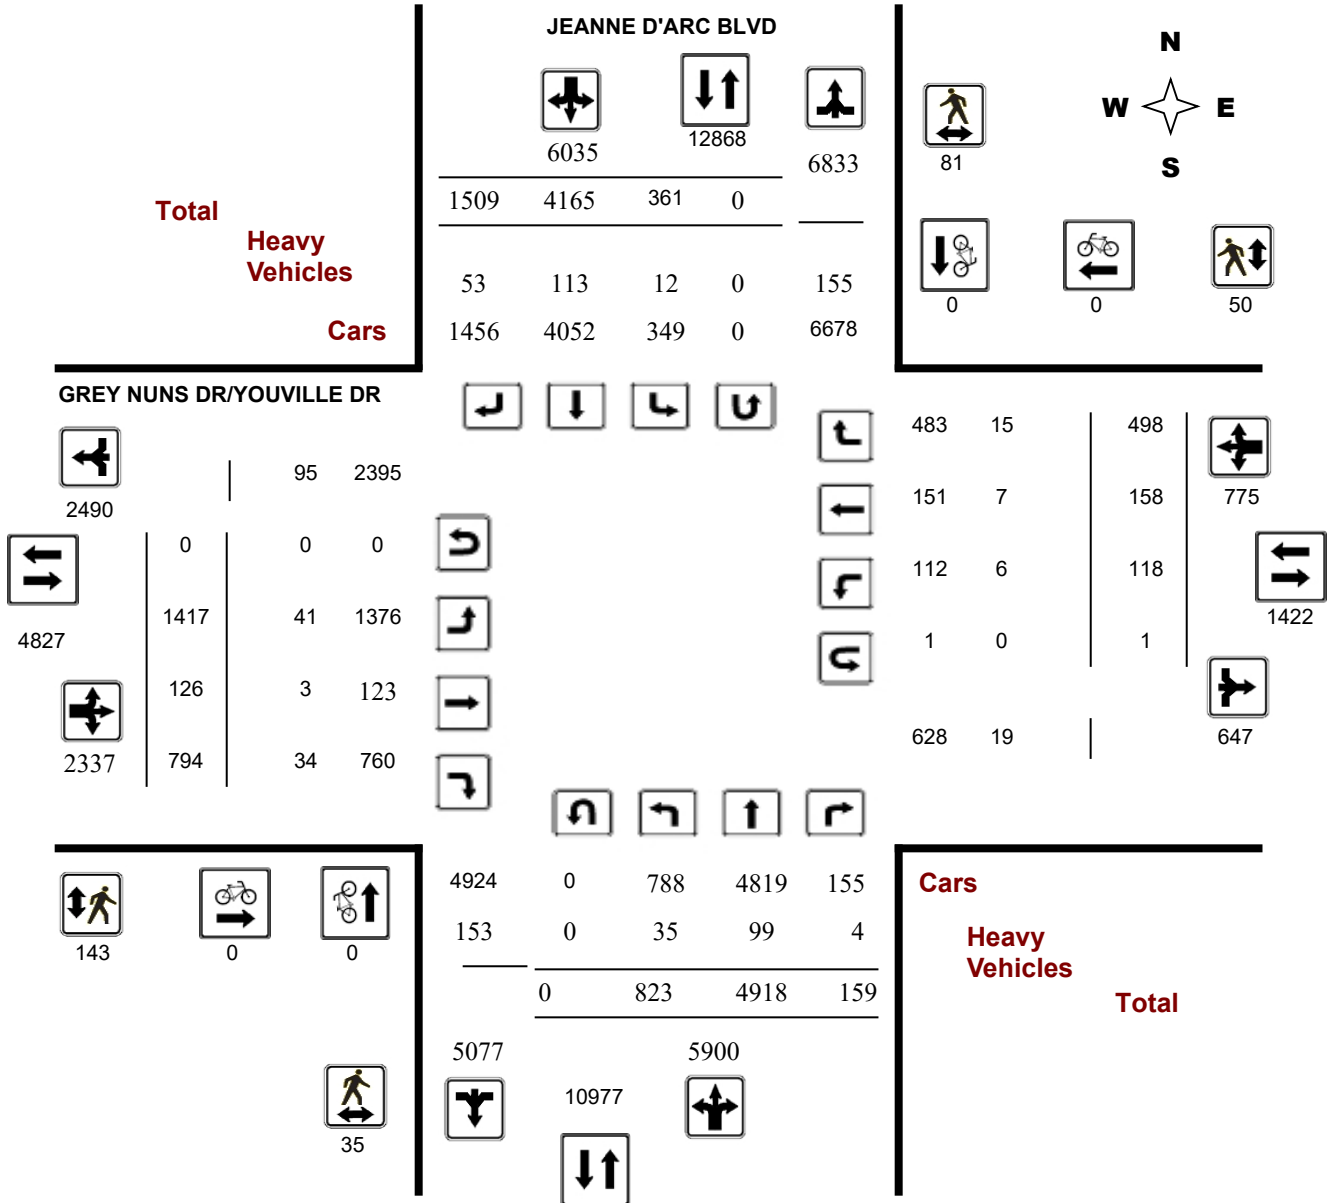 JEANNE D'ARC BLVD
N
W E
S
6035 12868 6833 81
1509 4165 361 0
Total
Heavy
Vehicles
53 113 12 0 155
0 0 50
Cars 1456 4052 349 0 6678
GREY NUNS DR/YOUVILLE DR
483 15 498
95 2395
2490
151 7 158 775
0 0 0
112 6 118
1417 41 1376
1422
4827
1 0 1
126 3 123
628 19 647
2337 794 34 760
4924 0 788 4819 155 Cars
153 0 35 99 4 Heavy
Vehicles
143 0 0
0 823 4918 159 Total
5077 5900
10977
35